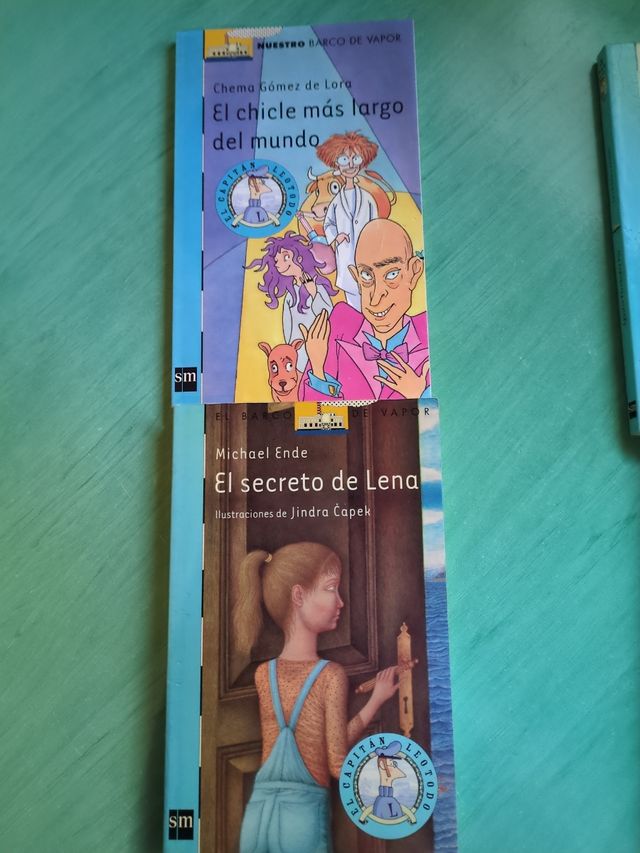 NUESTRO BARCO DE VAPOR
Chema Gómez de Lora
El chicle más largo
del mundo
EL CAPITÁN LEOTODO
L
sm
EL BARCO DE VAPOR
Michael Ende
El secreto de Lena
Ilustraciones de Jindra Čapek
EL CAPITÁN LEOTODO
L
sm